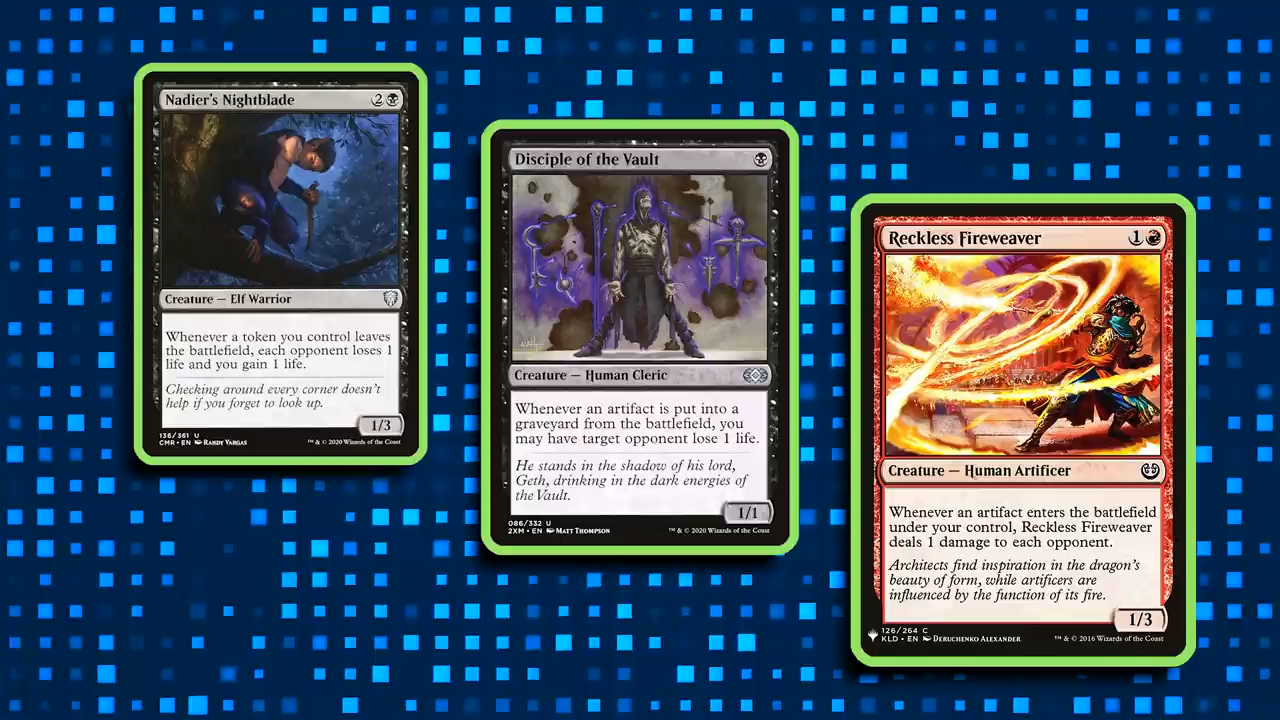 Nadier's Nightblade 2
Creature — Elf Warrior
Whenever a token you control leaves
the battlefield, each opponent loses 1
life and you gain 1 life.
Checking around every corner doesn't
help if you forget to look up.
1/3
136/361 U
CMR • EN Randy Vargas
™ & © 2020 Wizards of the Coast
Disciple of the Vault
Creature — Human Cleric
Whenever an artifact is put into a
graveyard from the battlefield, you
may have target opponent lose 1 life.
He stands in the shadow of his lord,
Geth, drinking in the dark energies of
the Vault.
1/1
086/332 U
2XM • EN Matt Thompson
™ & © 2020 Wizards of the Coast
Reckless Fireweaver 1
Creature — Human Artificer
Whenever an artifact enters the battlefield
under your control, Reckless Fireweaver
deals 1 damage to each opponent.
Architects find inspiration in the dragon's
beauty of form, while artificers are
influenced by the function of its fire.
1/3
126/264 C
KLD • EN Deruchenko Alexander
™ & © 2016 Wizards of the Coast